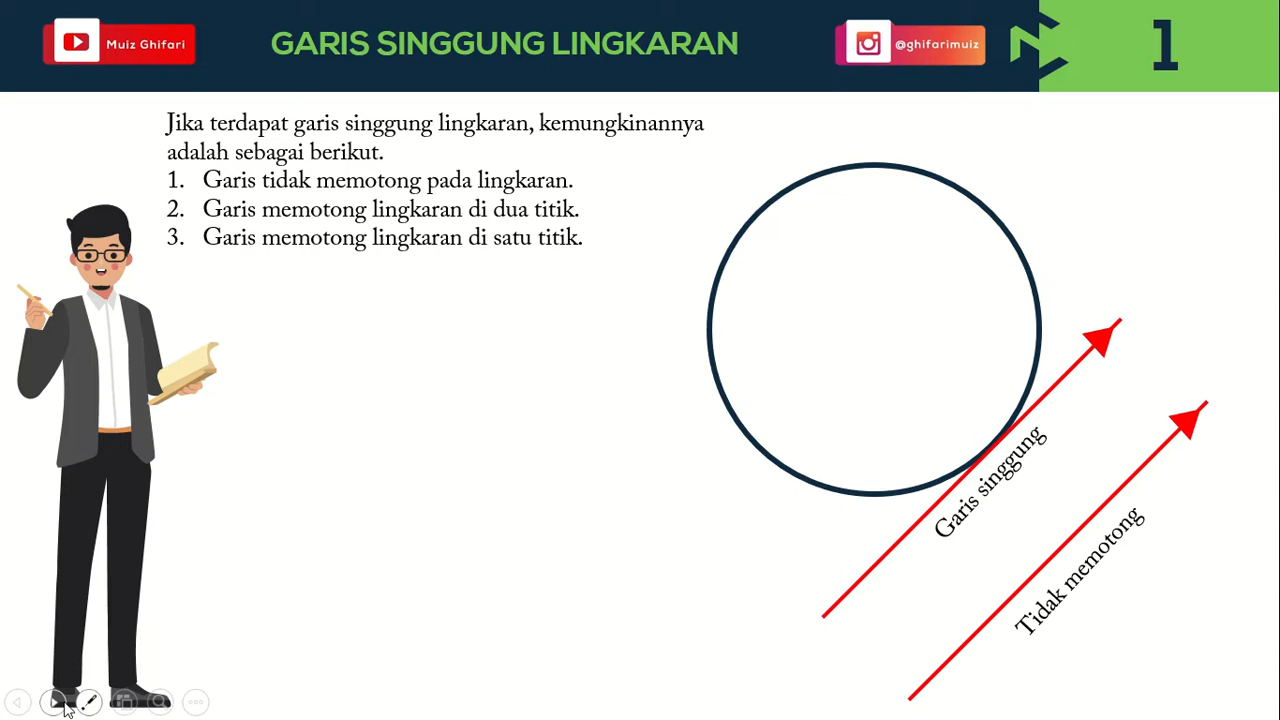 Muiz Ghifari
GARIS SINGGUNG LINGKARAN
@ghifarimuiz
1
Jika terdapat garis singgung lingkaran, kemungkinannya
adalah sebagai berikut.
1. Garis tidak memotong pada lingkaran.
2. Garis memotong lingkaran di dua titik.
3. Garis memotong lingkaran di satu titik.
Garis singgung
Tidak memotong